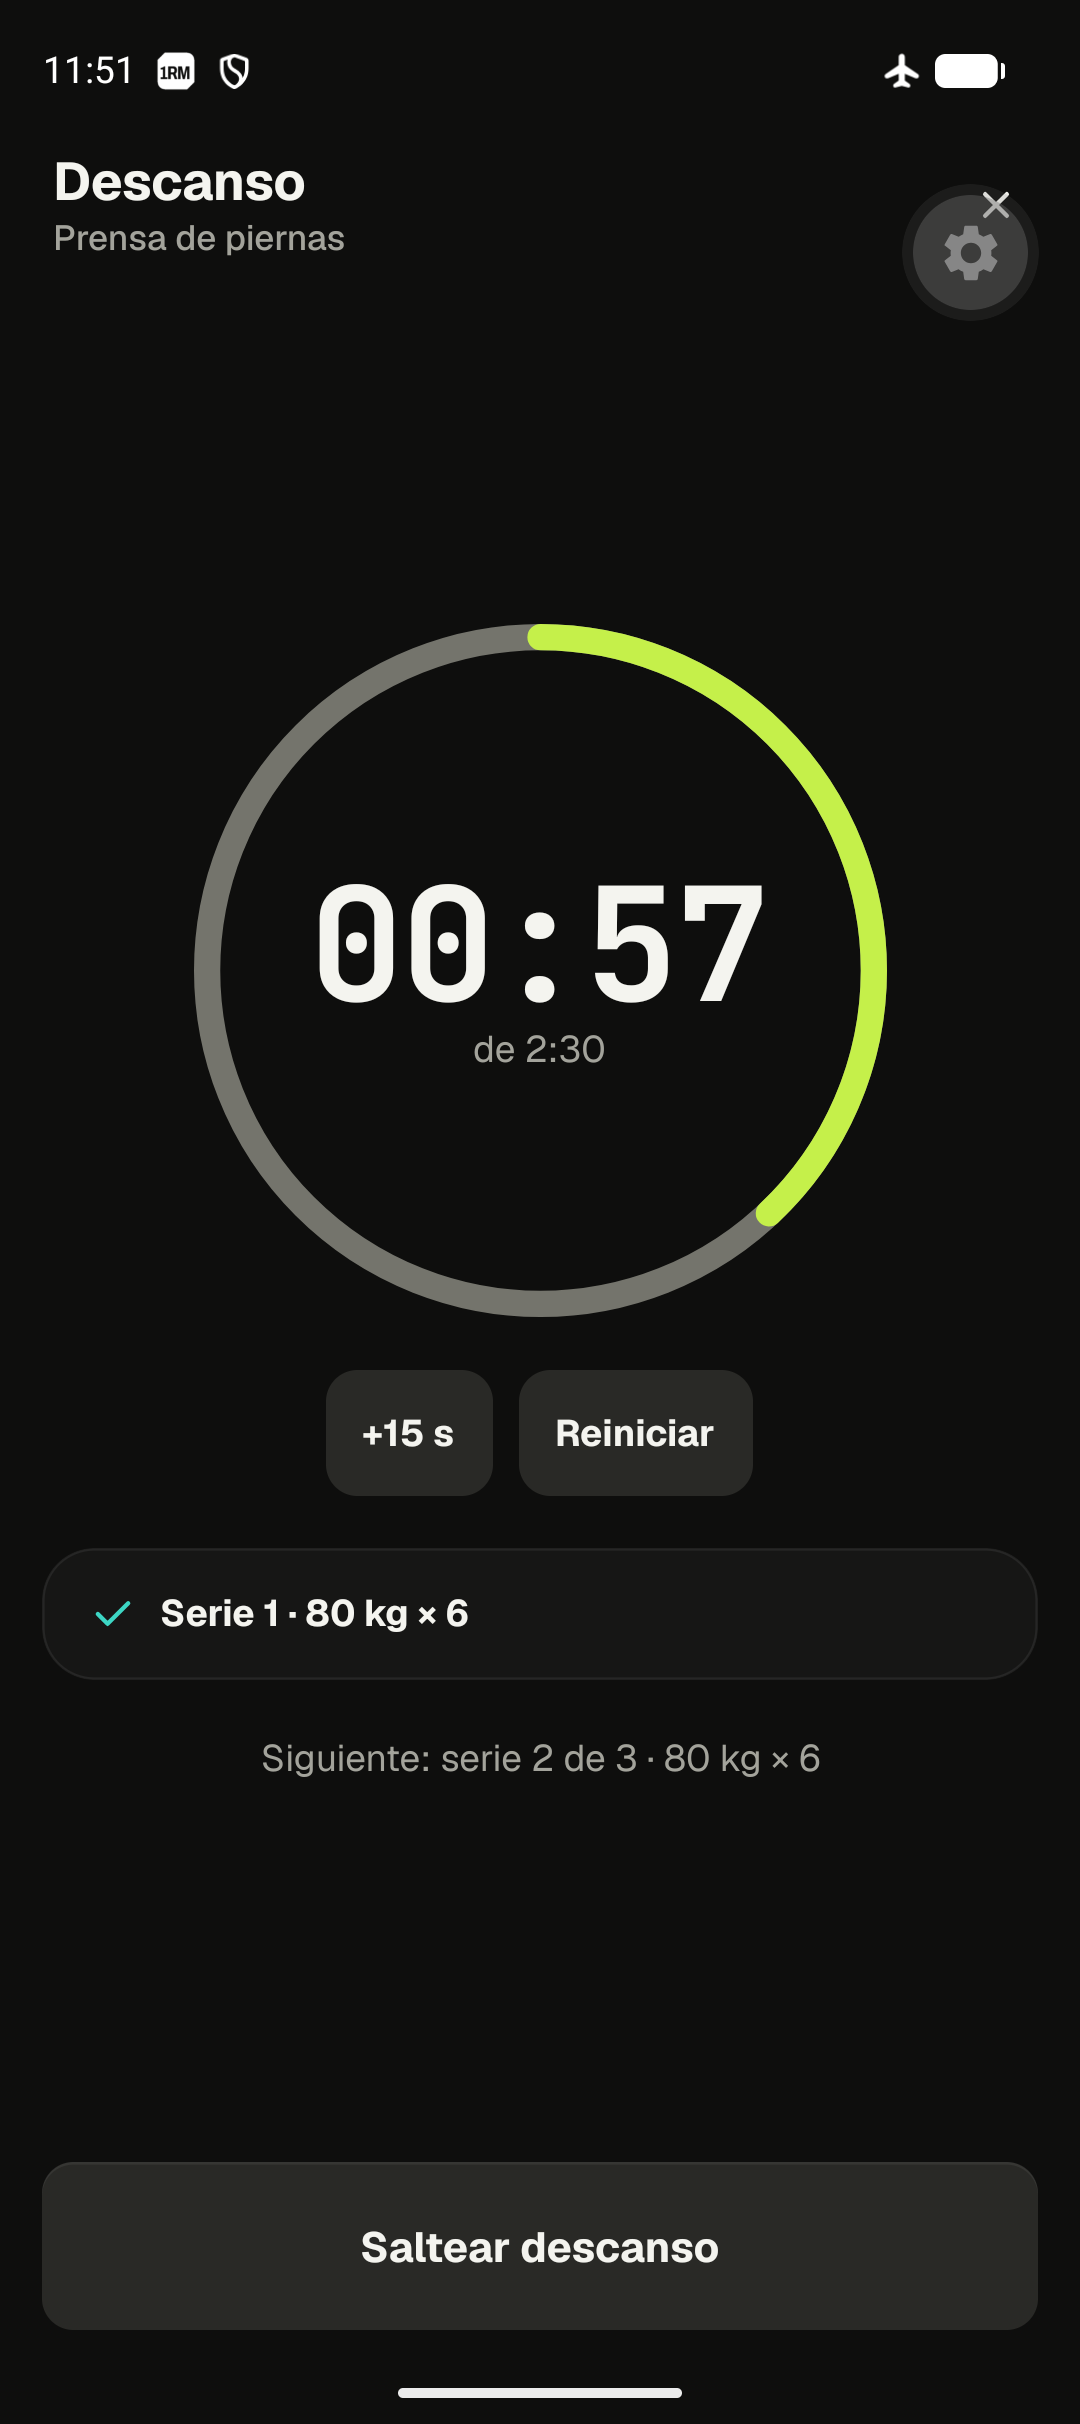 11:51 1RM
Descanso
Prensa de piernas
00:57
de 2:30
+15 s
Reiniciar
Serie 1 · 80 kg × 6
Siguiente: serie 2 de 3 · 80 kg × 6
Saltear descanso